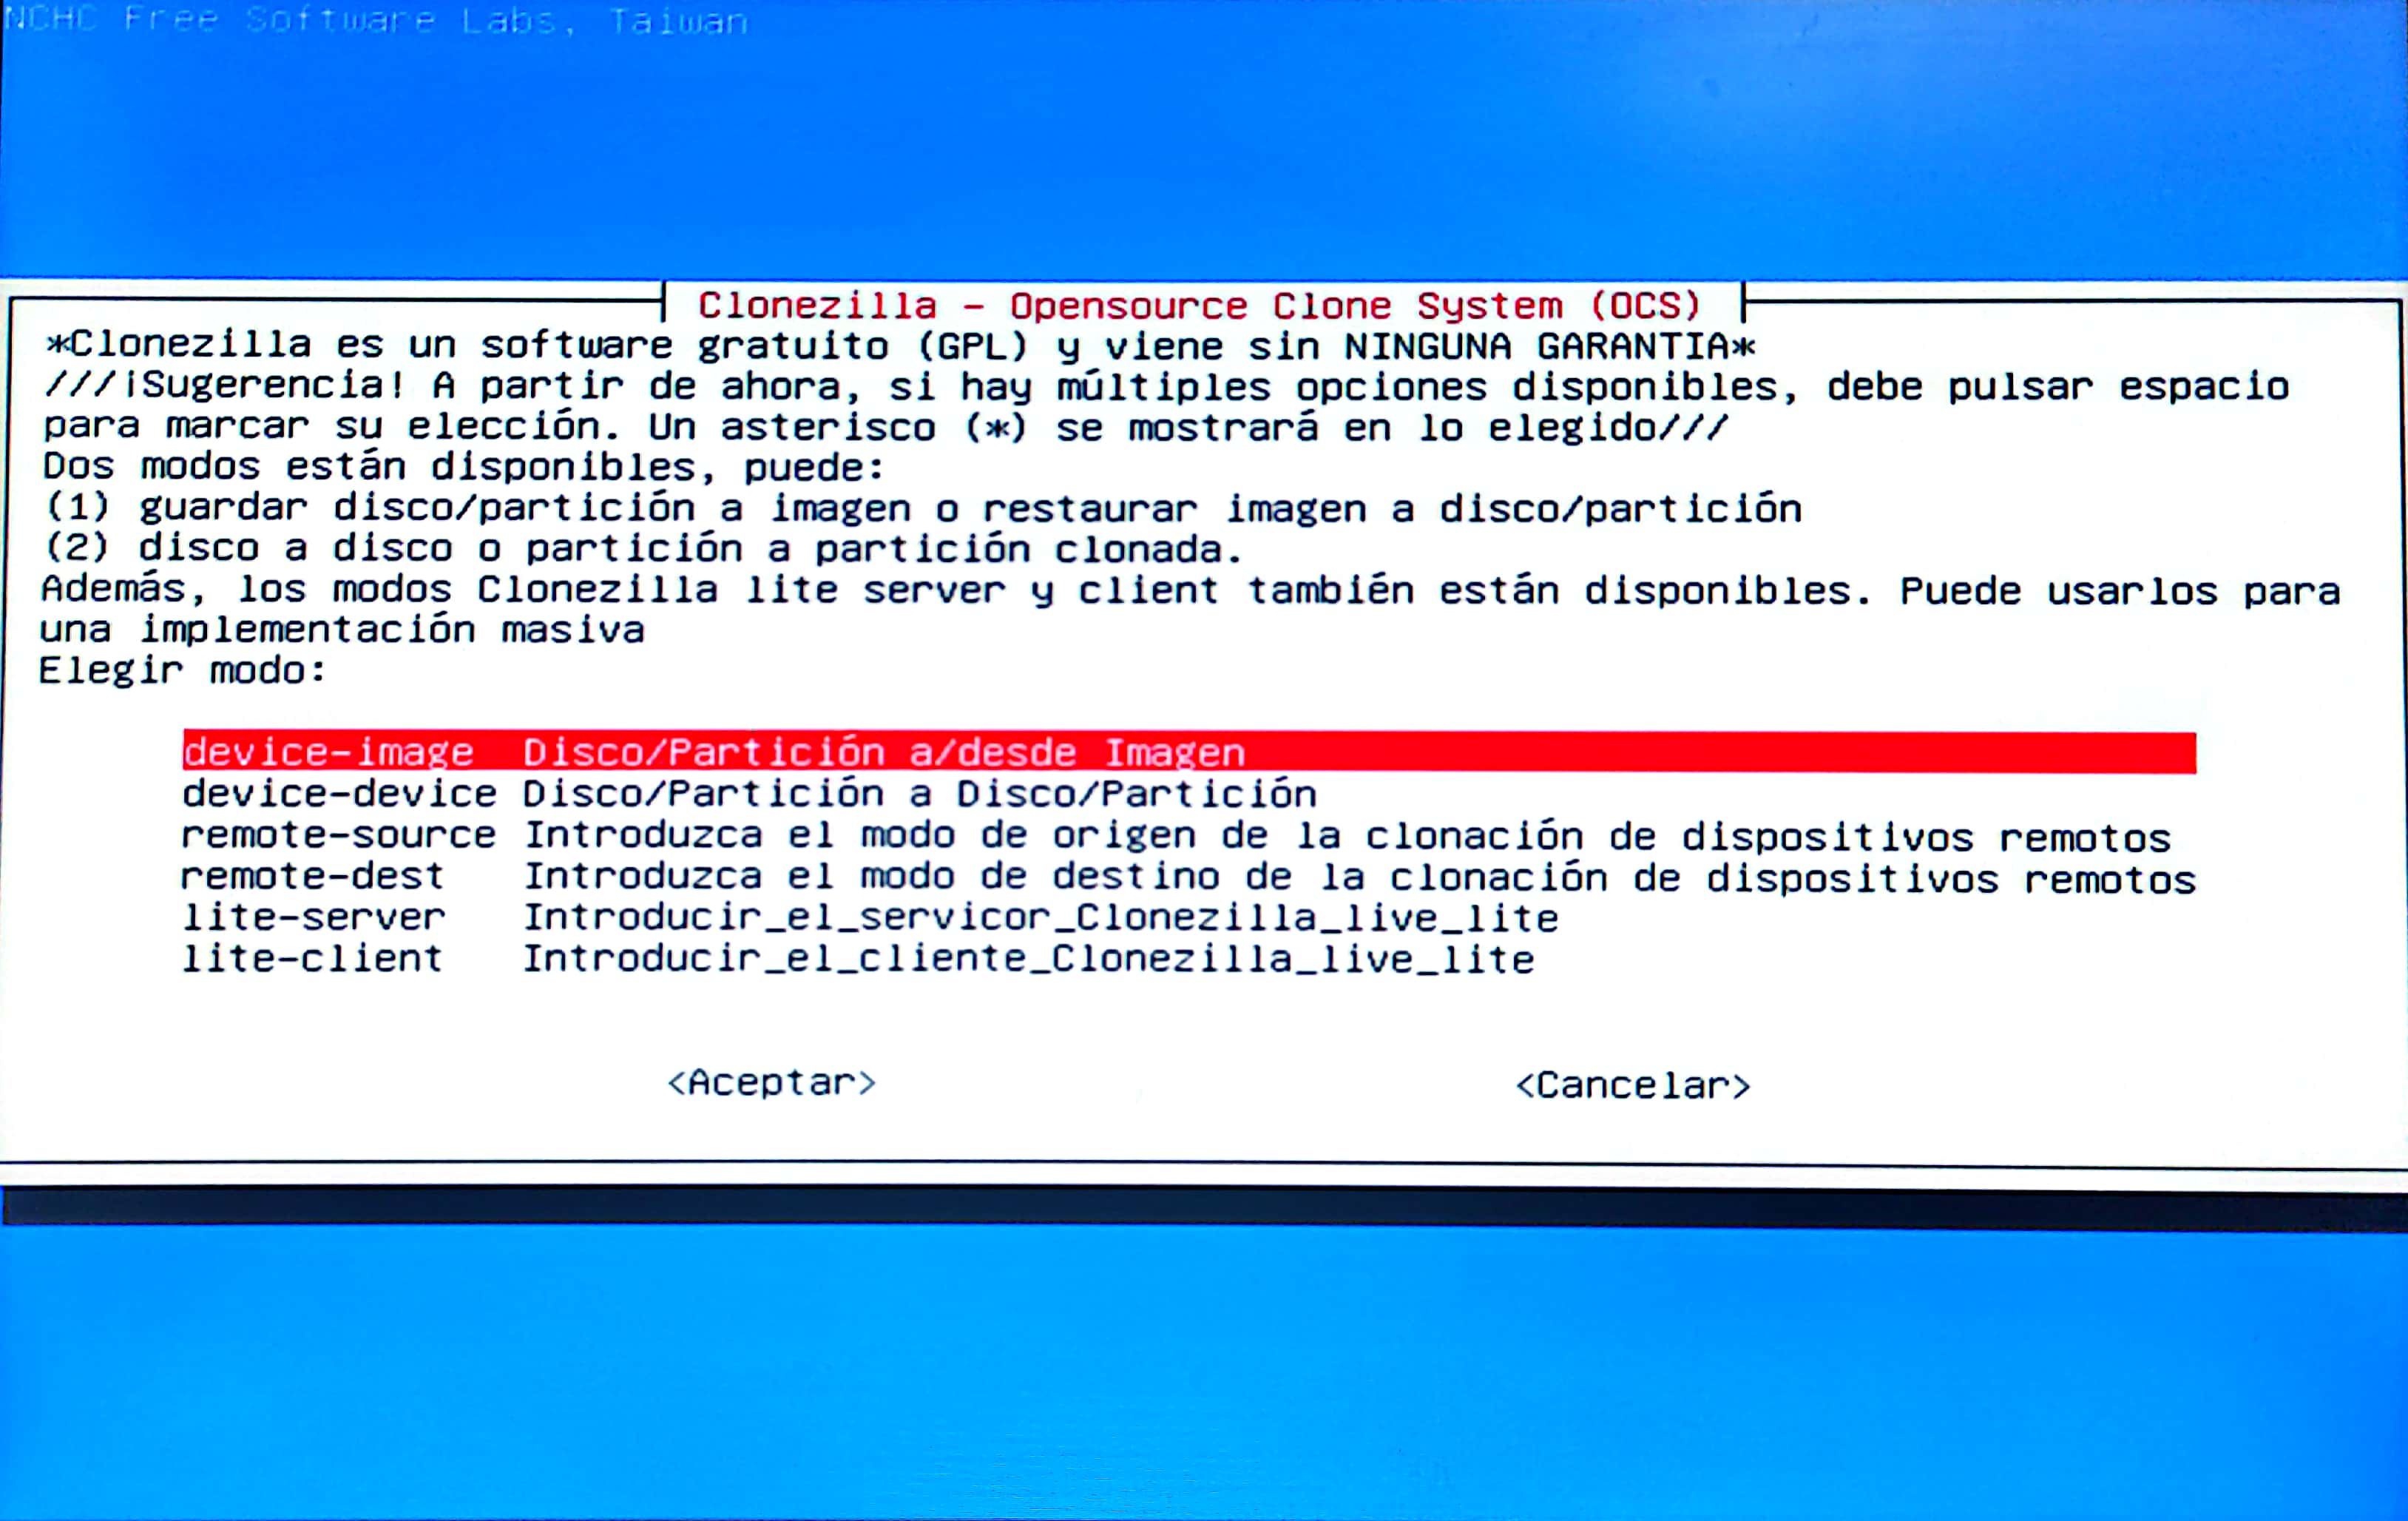 NCHC Free Software Labs, Taiwan
Clonezilla - Opensource Clone System (OCS)
*Clonezilla es un software gratuito (GPL) y viene sin NINGUNA GARANTIA*
///¡Sugerencia! A partir de ahora, si hay múltiples opciones disponibles, debe pulsar espacio
para marcar su elección. Un asterisco (*) se mostrará en lo elegido///
Dos modos están disponibles, puede:
(1) guardar disco/partición a imagen o restaurar imagen a disco/partición
(2) disco a disco o partición a partición clonada.
Además, los modos Clonezilla lite server y client también están disponibles. Puede usarlos para
una implementación masiva
Elegir modo:
device-image Disco/Partición a/desde Imagen
device-device Disco/Partición a Disco/Partición
remote-source Introduzca el modo de origen de la clonación de dispositivos remotos
remote-dest Introduzca el modo de destino de la clonación de dispositivos remotos
lite-server Introducir_el_servicor_Clonezilla_live_lite
lite-client Introducir_el_cliente_Clonezilla_live_lite
<Aceptar> <Cancelar>